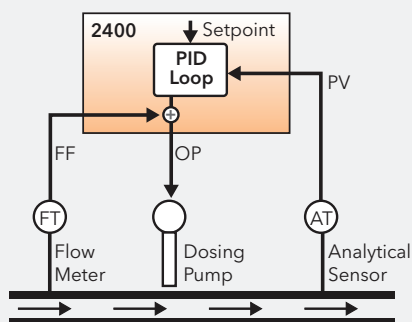 2400
Setpoint
PID
Loop
PV
+
FF
OP
FT
AT
Flow
Meter
Dosing
Pump
Analytical
Sensor